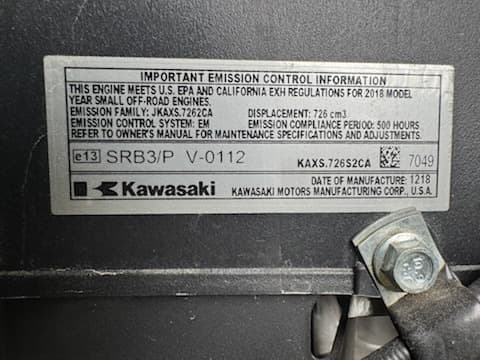 IMPORTANT EMISSION CONTROL INFORMATION
THIS ENGINE MEETS U.S. EPA AND CALIFORNIA EXH REGULATIONS FOR 2018 MODEL
YEAR SMALL OFF-ROAD ENGINES.
EMISSION FAMILY: JKAXS.7262CA DISPLACEMENT: 726 cm3
EMISSION CONTROL SYSTEM: EM EMISSION COMPLIANCE PERIOD: 500 HOURS
REFER TO OWNER'S MANUAL FOR MAINTENANCE SPECIFICATIONS AND ADJUSTMENTS
e13 SRB3/P V-0112 KAXS.726S2CA 7049
DATE OF MANUFACTURE: 1218
Kawasaki KAWASAKI MOTORS MANUFACTURING CORP., U.S.A.